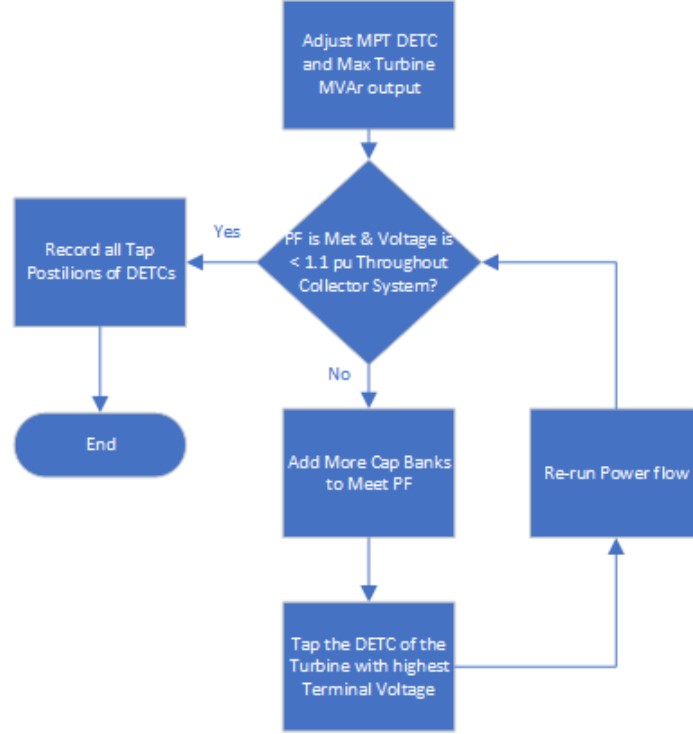 Adjust MPT DETC
and Max Turbine
MVAr output
PF is Met & Voltage is
< 1.1 pu Throughout
Collector System?
Yes
Record all Tap
Postilions of DETCs
End
No
Add More Cap Banks
to Meet PF
Tap the DETC of the
Turbine with highest
Terminal Voltage
Re-run Power flow